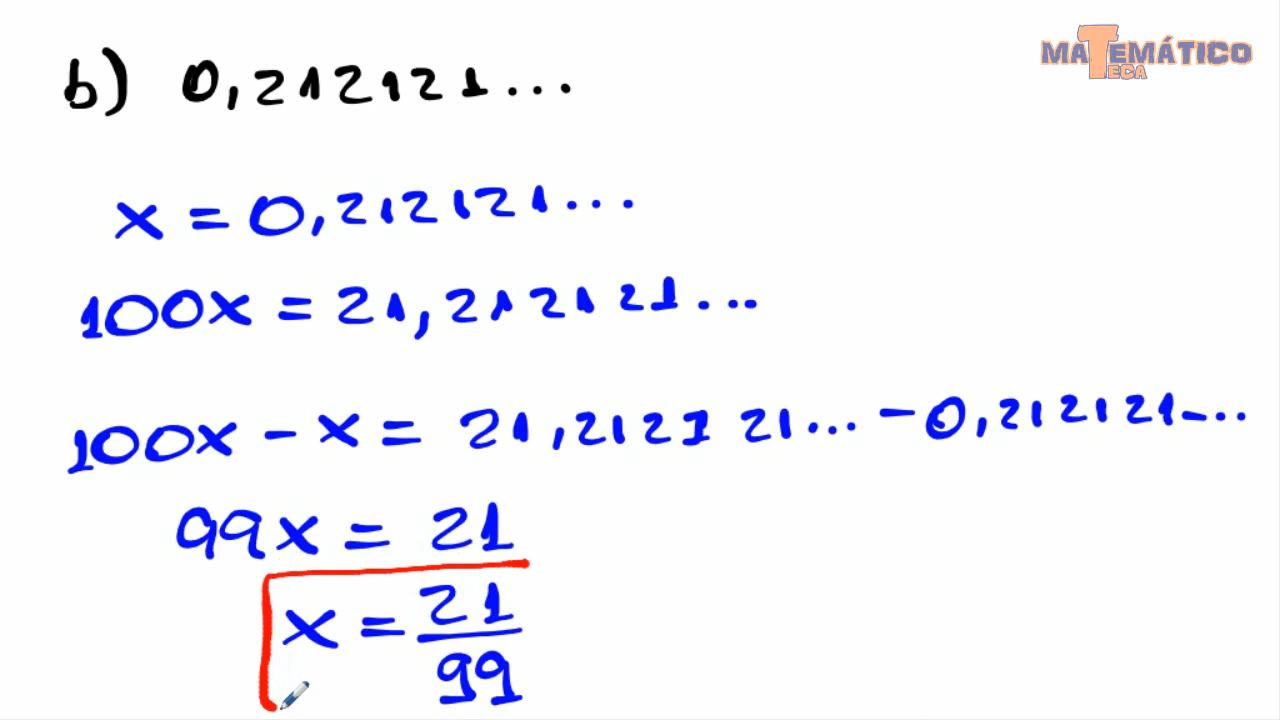 MATEMÁTICO
TECA
b) 0,212121...
x = 0,212121...
100x = 21,212121...
100x - x = 21,212121... - 0,212121...
99x = 21
x = 21/99